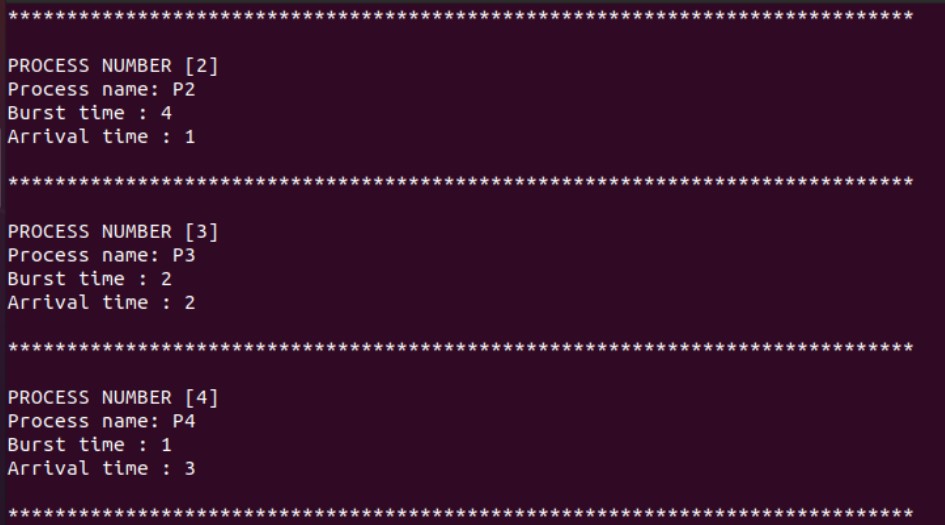 *****************************************************************************
PROCESS NUMBER [2]
Process name: P2
Burst time : 4
Arrival time : 1
*****************************************************************************
PROCESS NUMBER [3]
Process name: P3
Burst time : 2
Arrival time : 2
*****************************************************************************
PROCESS NUMBER [4]
Process name: P4
Burst time : 1
Arrival time : 3
*****************************************************************************